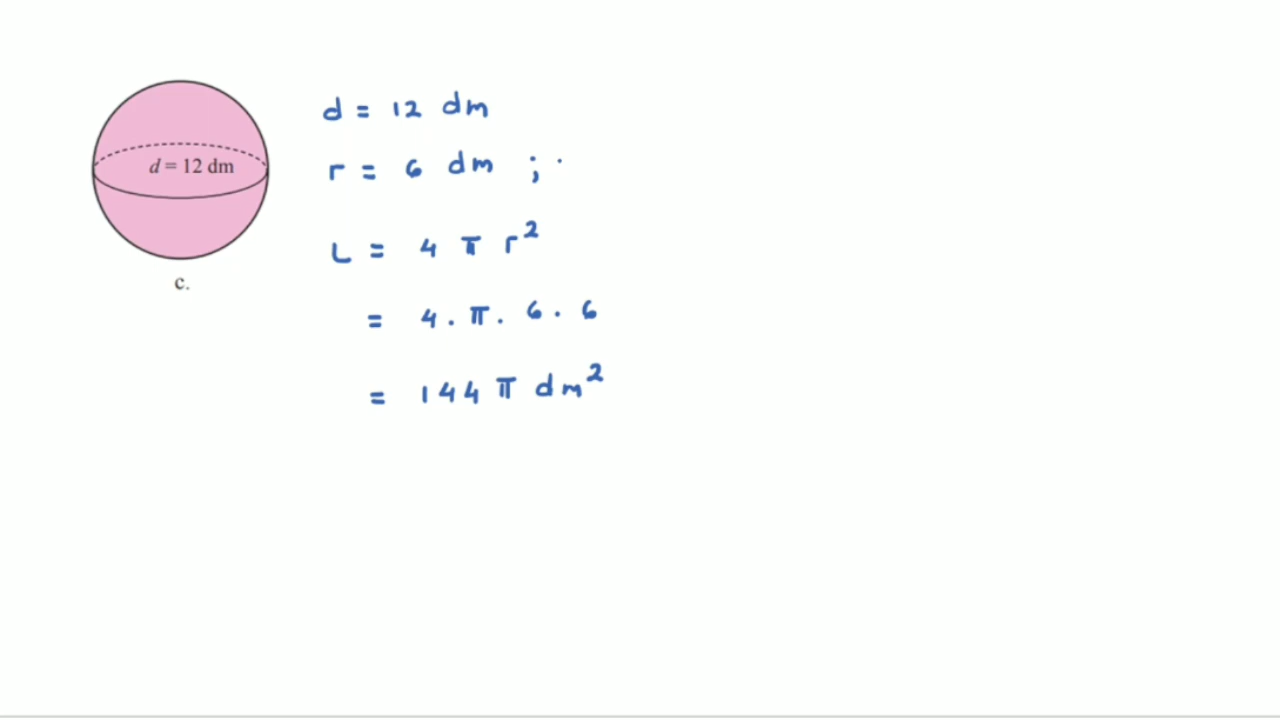 d = 12 dm
c.
d = 12 dm
r = 6 dm ;
L = 4 π r²
= 4 . π . 6 . 6
= 144 π dm²